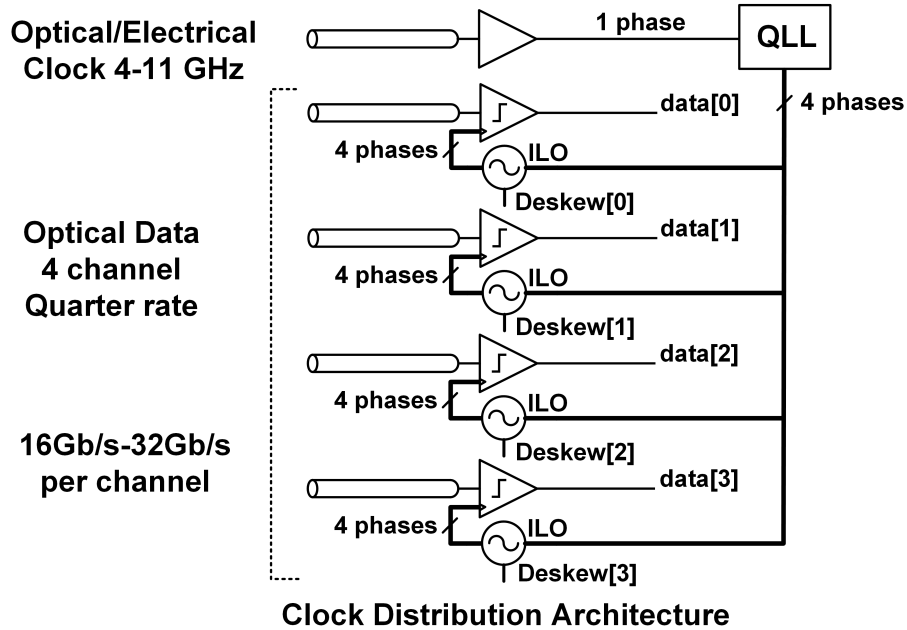 Optical/Electrical
Clock 4-11 GHz
1 phase
QLL
4 phases
data[0]
4 phases
ILO
Deskew[0]
Optical Data
4 channel
Quarter rate
data[1]
4 phases
ILO
Deskew[1]
data[2]
4 phases
ILO
Deskew[2]
16Gb/s-32Gb/s
per channel
data[3]
4 phases
ILO
Deskew[3]
Clock Distribution Architecture